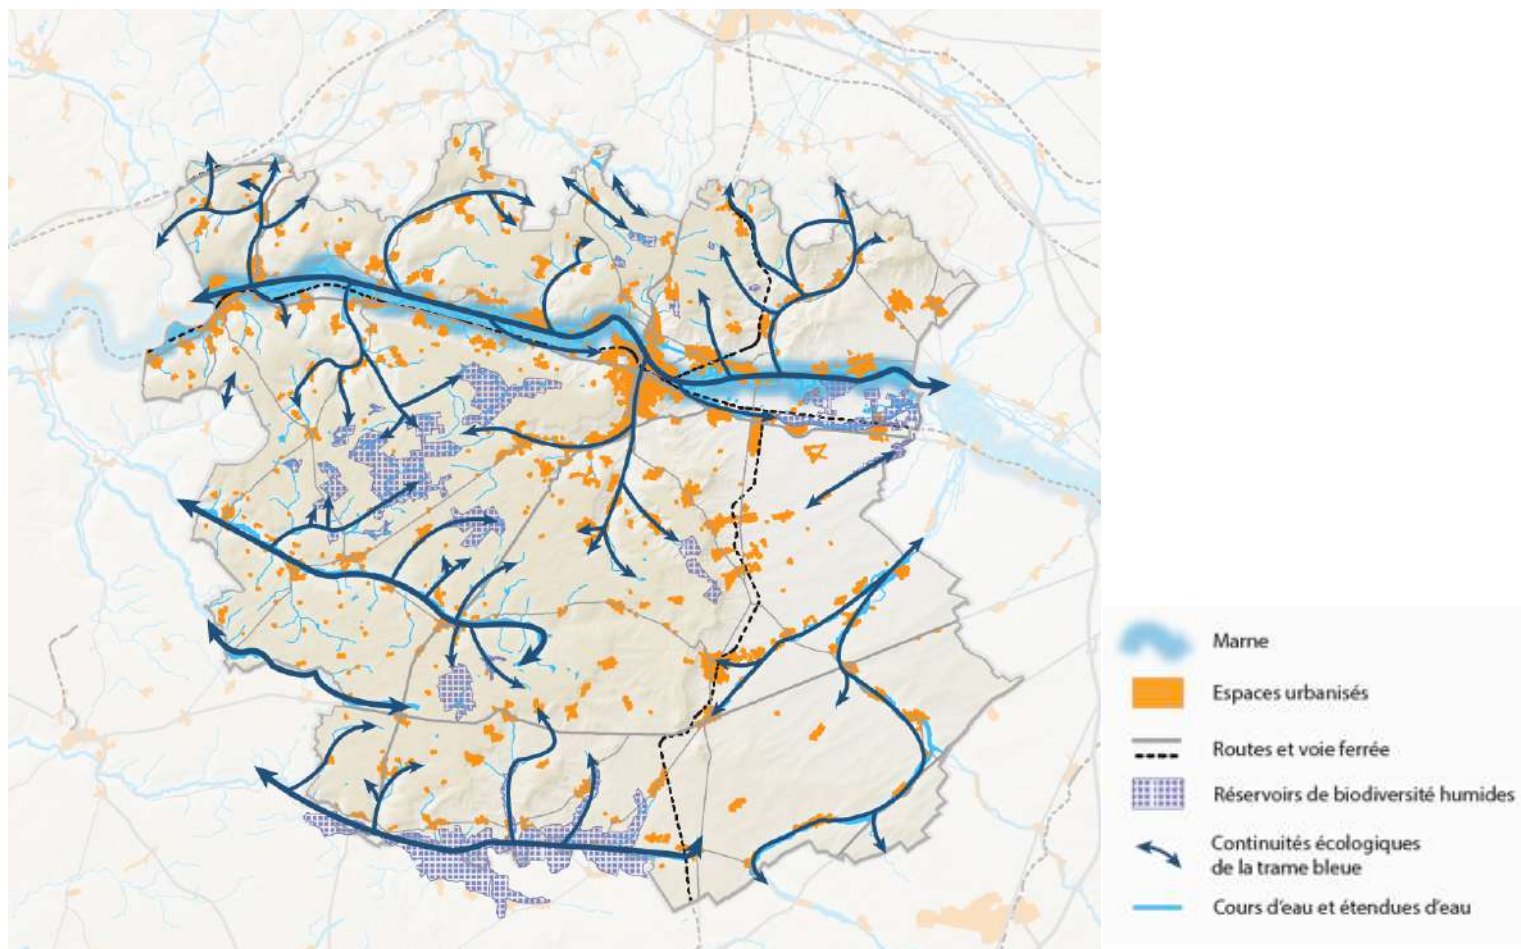 Marne
Espaces urbanisés
Routes et voie ferrée
Réservoirs de biodiversité humides
Continuités écologiques
de la trame bleue
Cours d'eau et étendues d'eau